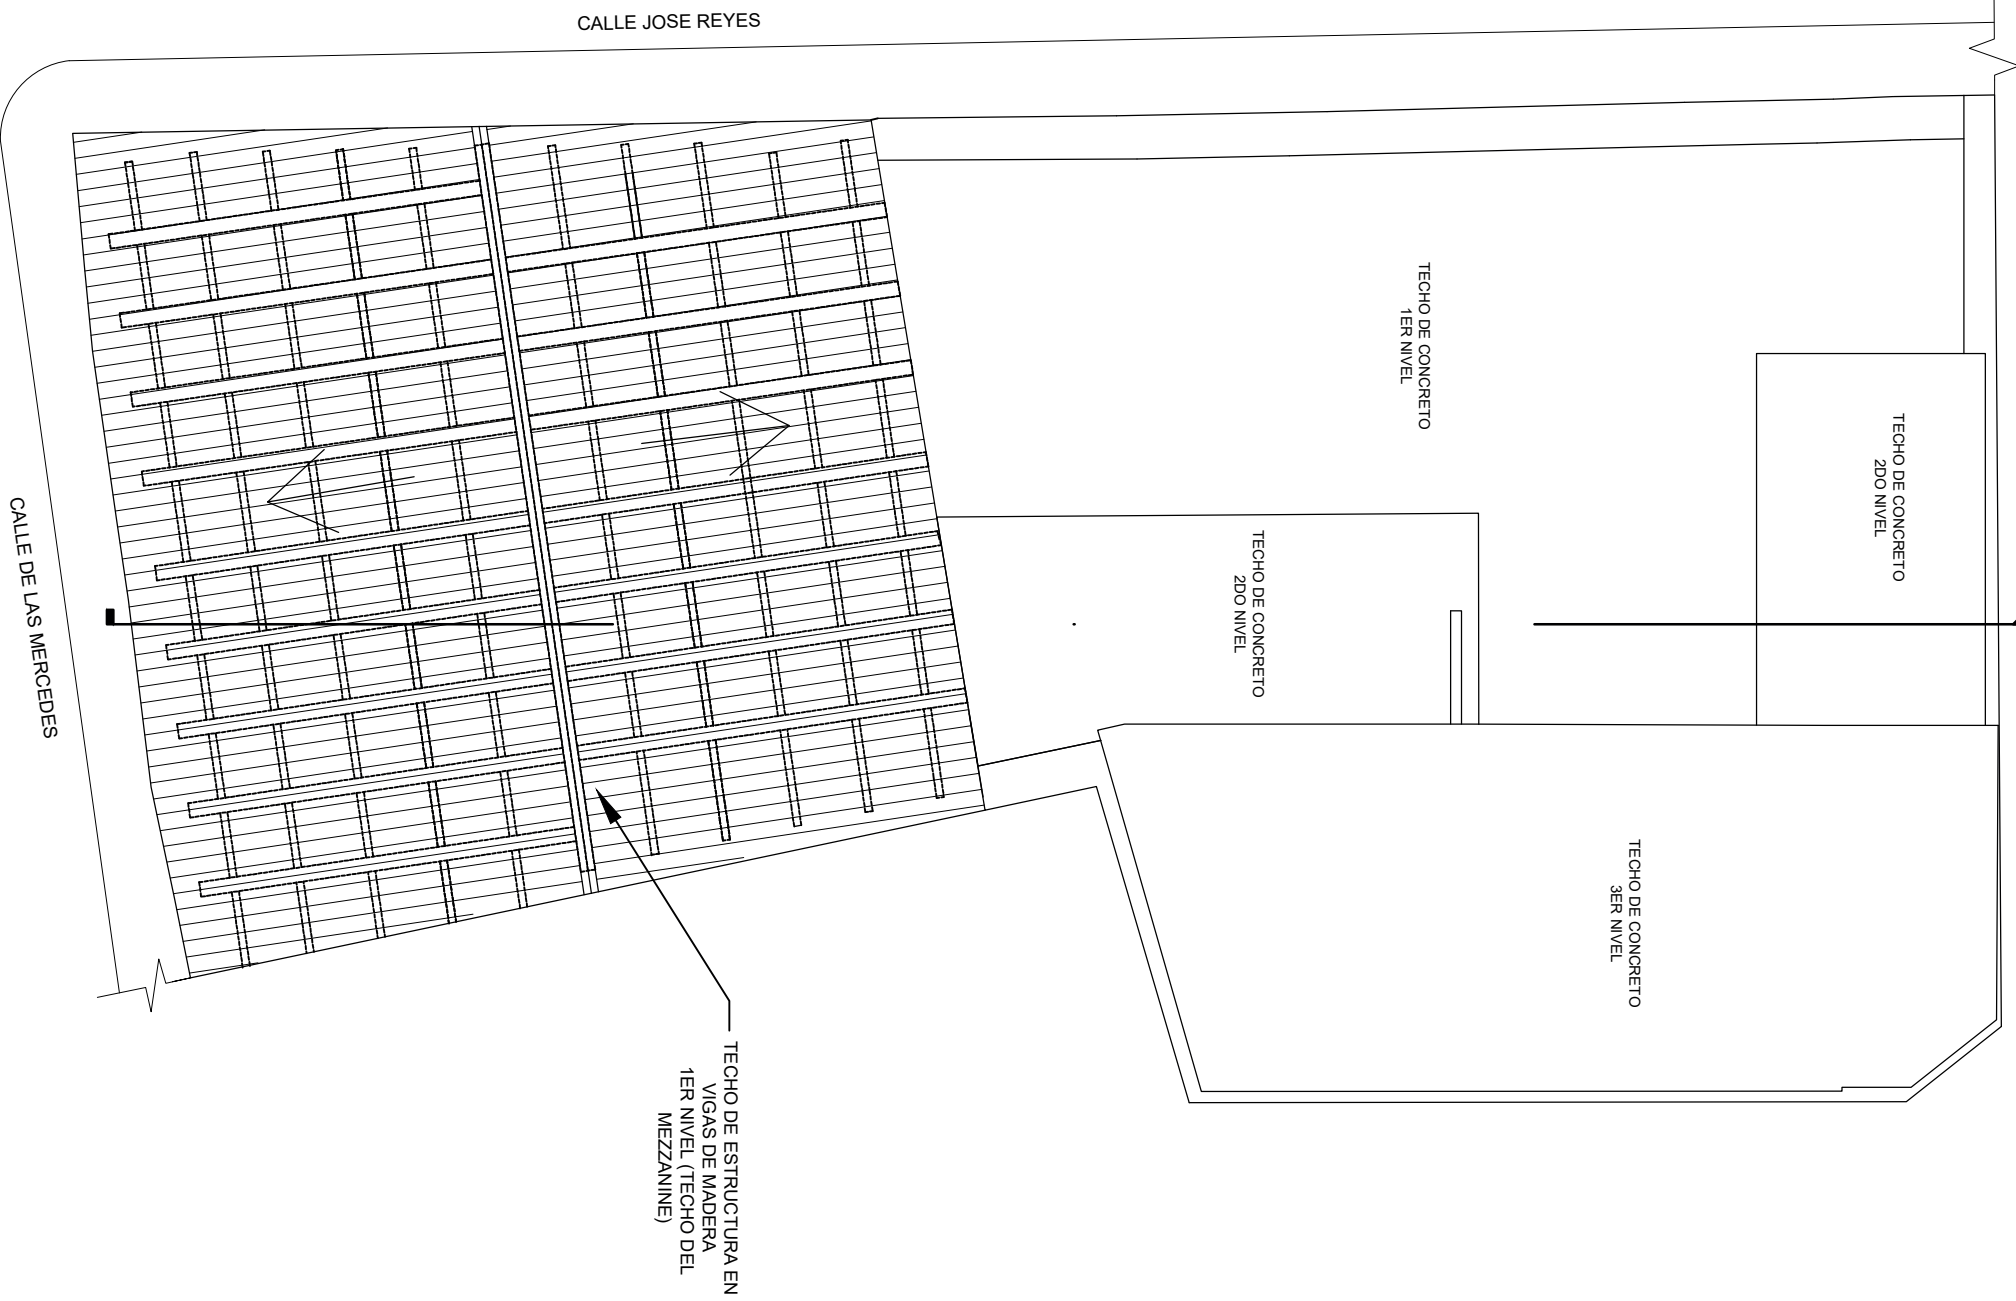 CALLE JOSE REYES
TECHO DE CONCRETO
1ER NIVEL
TECHO DE CONCRETO
2DO NIVEL
TECHO DE CONCRETO
2DO NIVEL
CALLE DE LAS MERCEDES
TECHO DE CONCRETO
3ER NIVEL
TECHO DE ESTRUCTURA EN
VIGAS DE MADERA
1ER NIVEL (TECHO DEL
MEZZANINE)